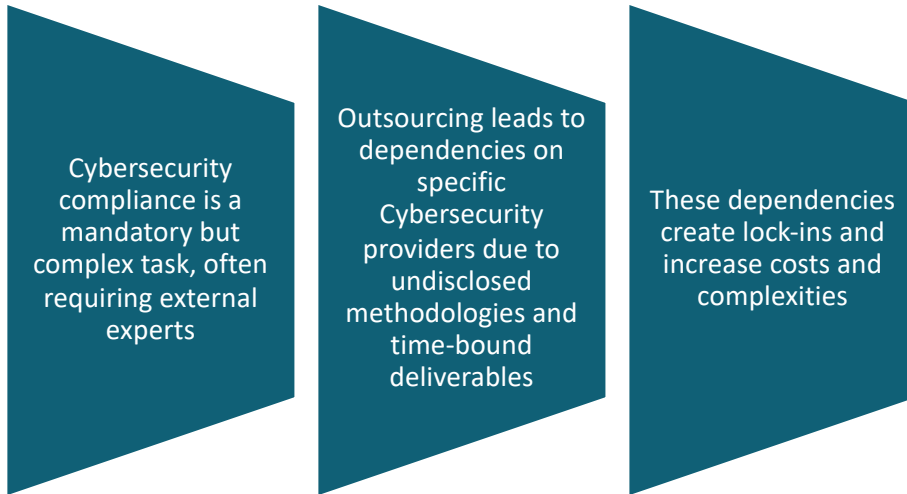 Cybersecurity
compliance is a
mandatory but
complex task, often
requiring external
experts
Outsourcing leads to
dependencies on
specific
Cybersecurity
providers due to
undisclosed
methodologies and
time-bound
deliverables
These dependencies
create lock-ins and
increase costs and
complexities